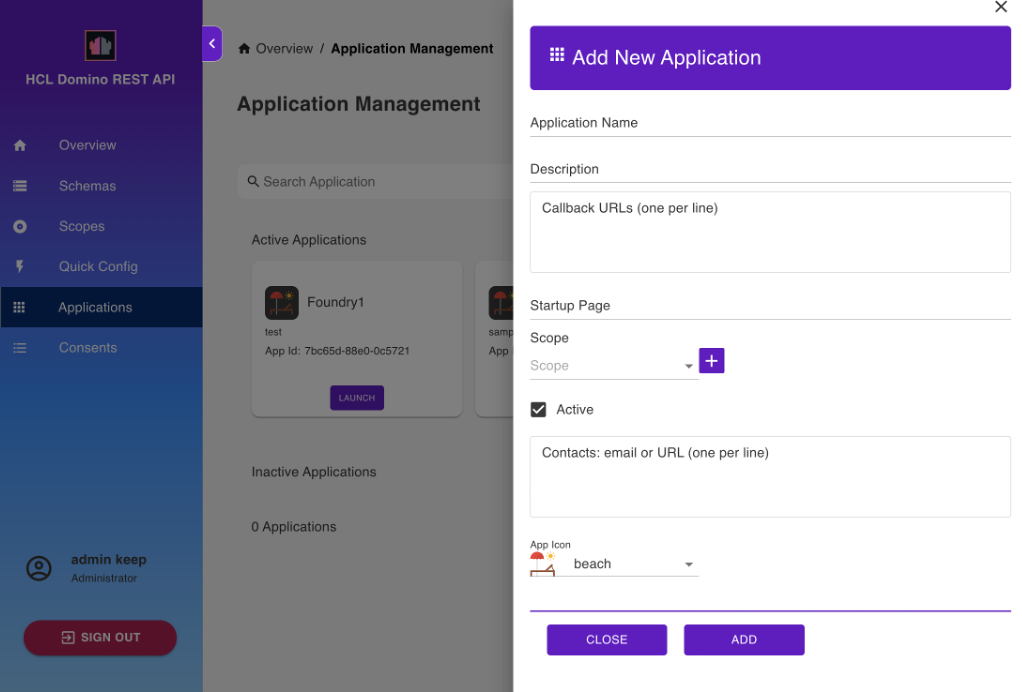 HCL Domino REST API
Overview
Schemas
Scopes
Quick Config
Applications
Consents
admin keep
Administrator
SIGN OUT
Overview / Application Management
Application Management
Search Application
Active Applications
Foundry1
test
App Id: 7bc65d-88e0-0c5721
LAUNCH
samp
App
Inactive Applications
0 Applications
Add New Application
Application Name
Description
Callback URLs (one per line)
Startup Page
Scope
Scope
Active
Contacts: email or URL (one per line)
App Icon
beach
CLOSE
ADD